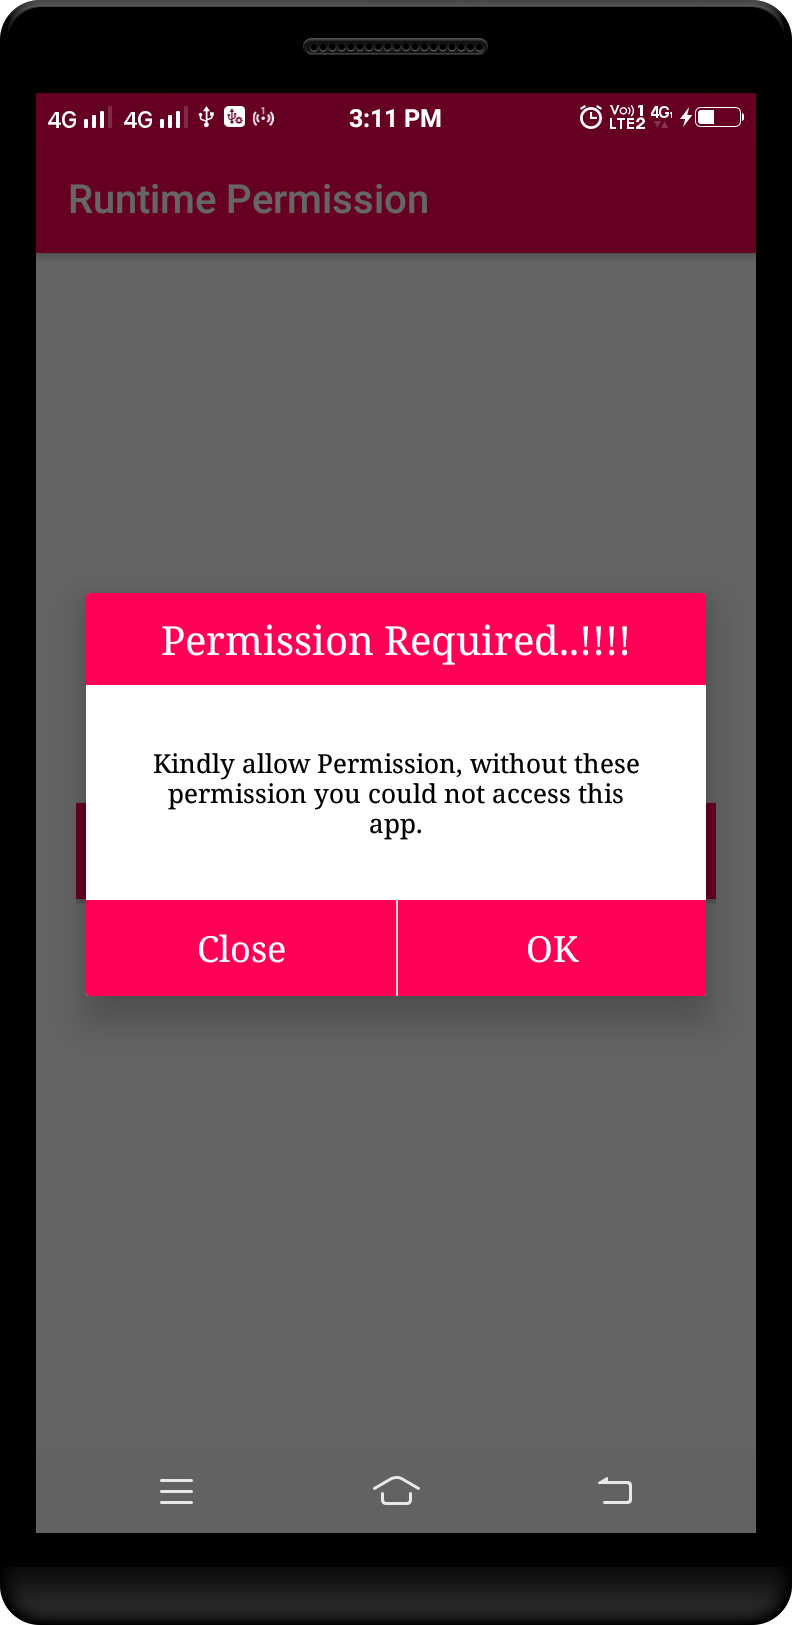 4G 4G 3:11 PM Vo)) 1 LTE2 4G
Runtime Permission
Permission Required..!!!!
Kindly allow Permission, without these
permission you could not access this
app.
Close OK